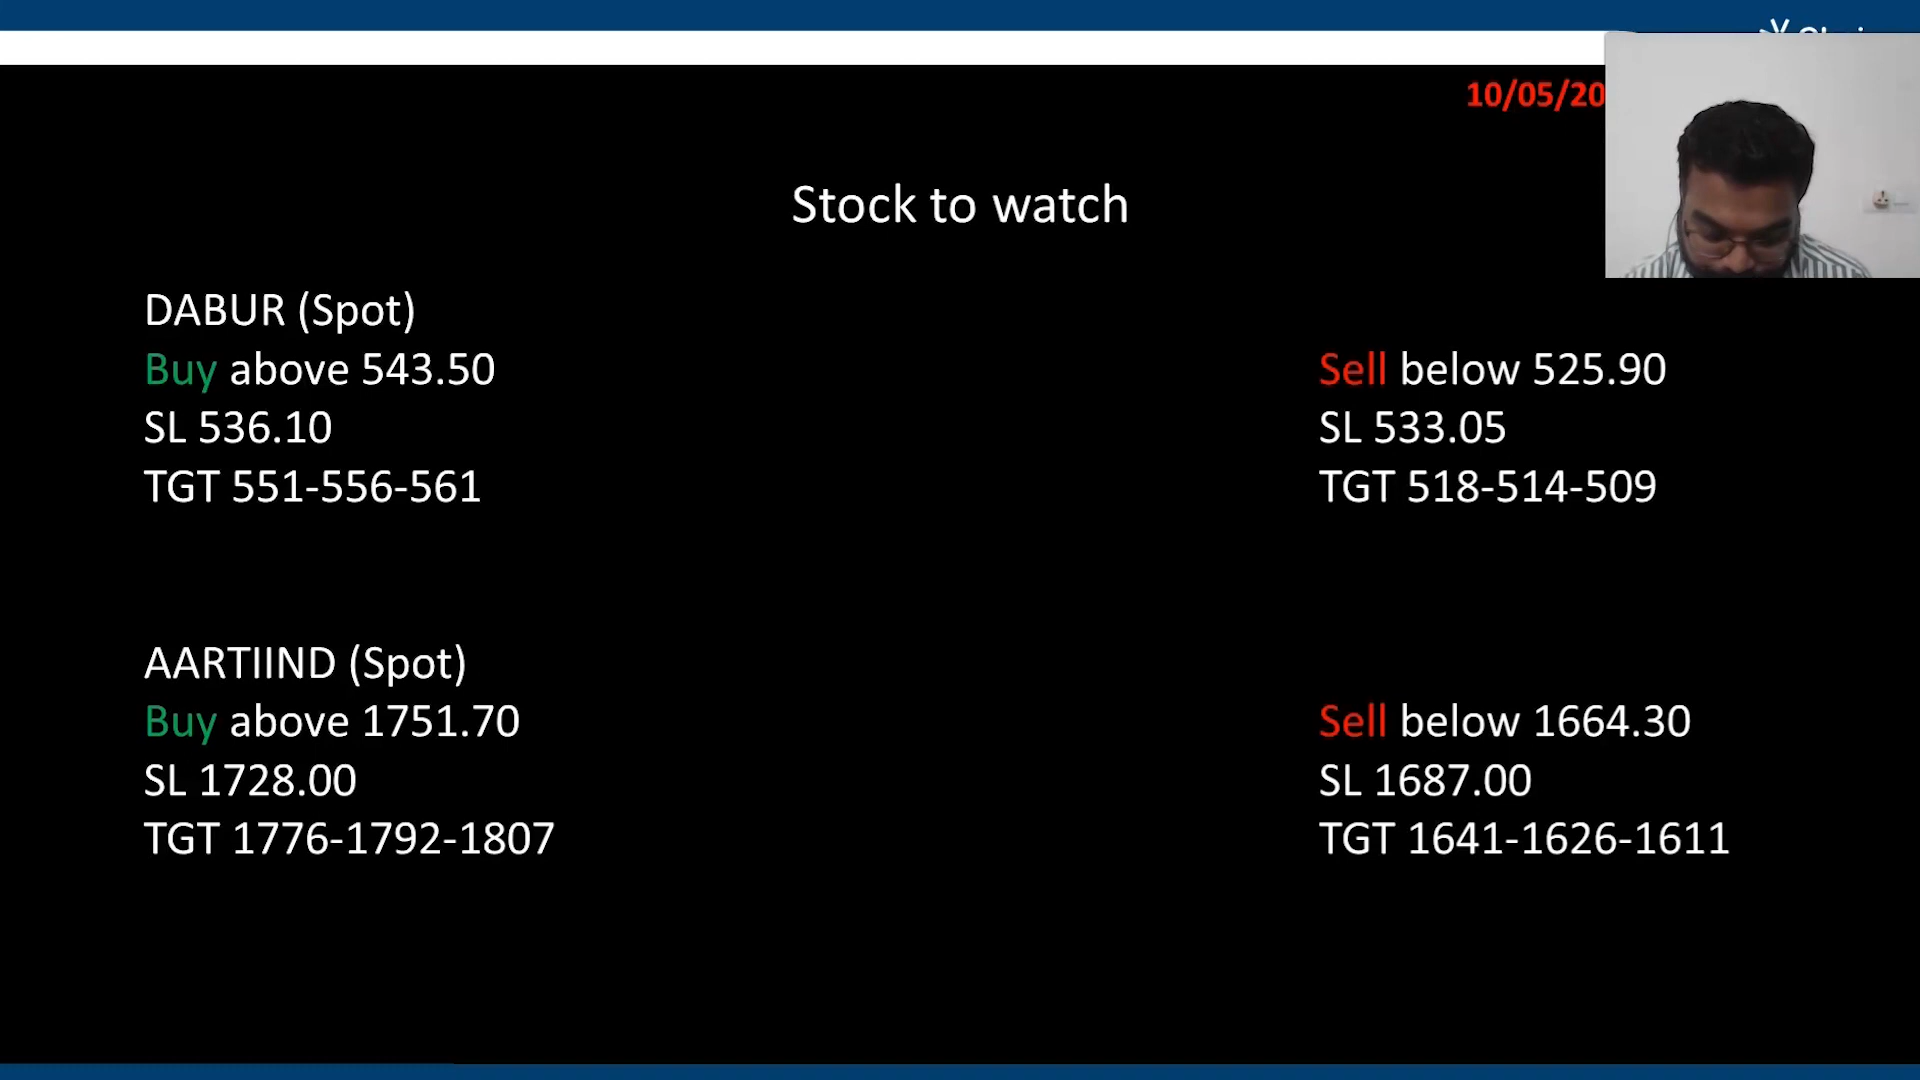 10/05/20
Stock to watch
DABUR (Spot)
Buy above 543.50
SL 536.10
TGT 551-556-561
Sell below 525.90
SL 533.05
TGT 518-514-509
AARTIIND (Spot)
Buy above 1751.70
SL 1728.00
TGT 1776-1792-1807
Sell below 1664.30
SL 1687.00
TGT 1641-1626-1611